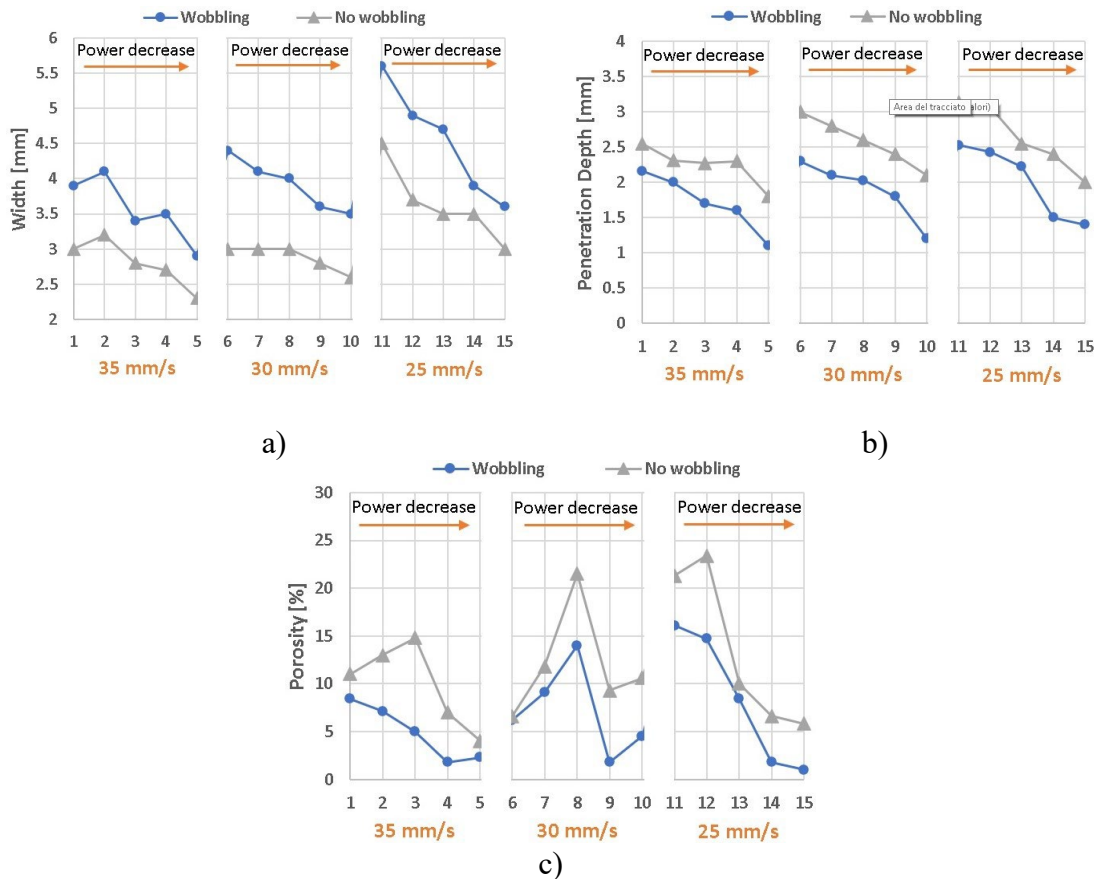 Wobbling No wobbling
Power decrease Power decrease Power decrease
Width [mm]
6
5.5
5
4.5
4
3.5
3
2.5
2
1 2 3 4 5 6 7 8 9 10 11 12 13 14 15
35 mm/s 30 mm/s 25 mm/s
a)
Wobbling No wobbling
Power decrease Power decrease Power decrease
Area del tracciato alori)
Penetration Depth [mm]
4
3.5
3
2.5
2
1.5
1
0.5
0
1 2 3 4 5 6 7 8 9 10 11 12 13 14 15
35 mm/s 30 mm/s 25 mm/s
b)
Wobbling No wobbling
Power decrease Power decrease Power decrease
Porosity [%]
30
25
20
15
10
5
0
1 2 3 4 5 6 7 8 9 10 11 12 13 14 15
35 mm/s 30 mm/s 25 mm/s
c)